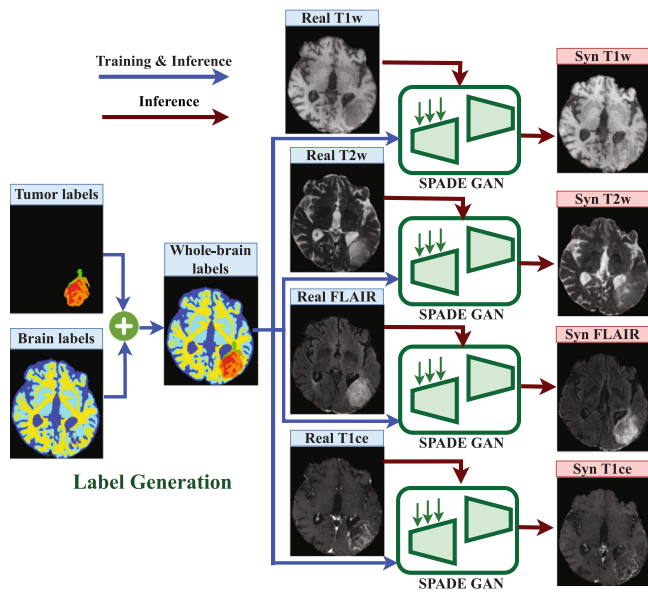 Training & Inference
Inference
Real T1w
Syn T1w
SPADE GAN
Real T2w
Syn T2w
SPADE GAN
Tumor labels
Whole-brain
labels
Brain labels
Real FLAIR
Syn FLAIR
SPADE GAN
Label Generation
Real T1ce
Syn T1ce
SPADE GAN